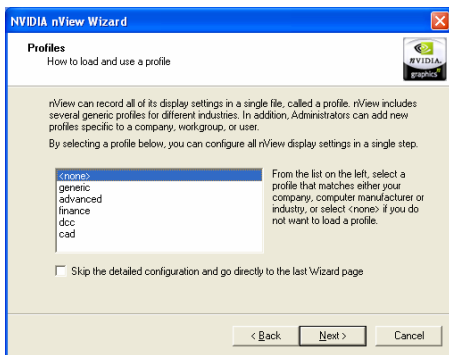 NVIDIA nView Wizard
Profiles
How to load and use a profile
NVIDIA.
graphics
nView can record all of its display settings in a single file, called a profile. nView includes
several generic profiles for different industries. In addition, Administrators can add new
profiles specific to a company, workgroup, or user.
By selecting a profile below, you can configure all nView display settings in a single step.
<none>
generic
advanced
finance
dcc
cad
From the list on the left, select a
profile that matches either your
company, computer manufacturer or
industry, or select <none> if you do
not want to load a profile.
Skip the detailed configuration and go directly to the last Wizard page
< Back
Next >
Cancel